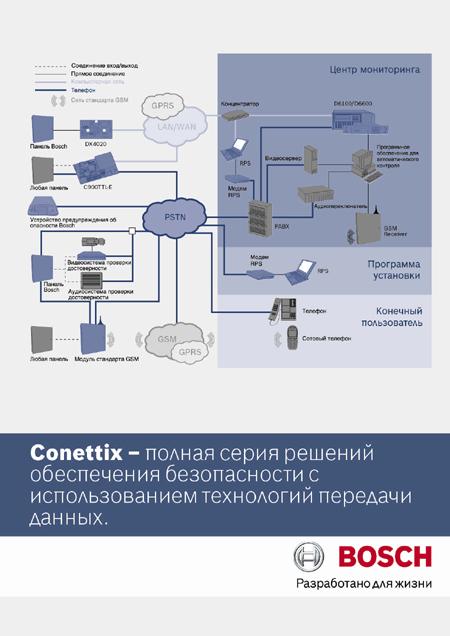 Соединение вход/выход
Прямое соединение
Компьютерная сеть
Телефон
Сеть стандарта GSM
GPRS
LAN/WAN
Панель Bosch
DX4020
Любая панель
C900TTL-E
Устройство предупреждения об
опасности Bosch
PSTN
Видеосистема проверки
достоверности
Панель
Bosch
Аудиосистема проверки
достоверности
Любая панель
Модуль стандарта GSM
GSM
GPRS
Центр мониторинга
Концентратор
D6100/D6600
RPS
Видеосервер
Программное
обеспечение для
автоматического
контроля
Модем
RPS
Аудиопереключатель
PABX
GSM
Receiver
Модем
RPS
RPS
Программа
установки
Телефон
Конечный
пользователь
Сотовый телефон
Conettix – полная серия решений
обеспечения безопасности с
использованием технологий передачи
данных.
BOSCH
Разработано для жизни